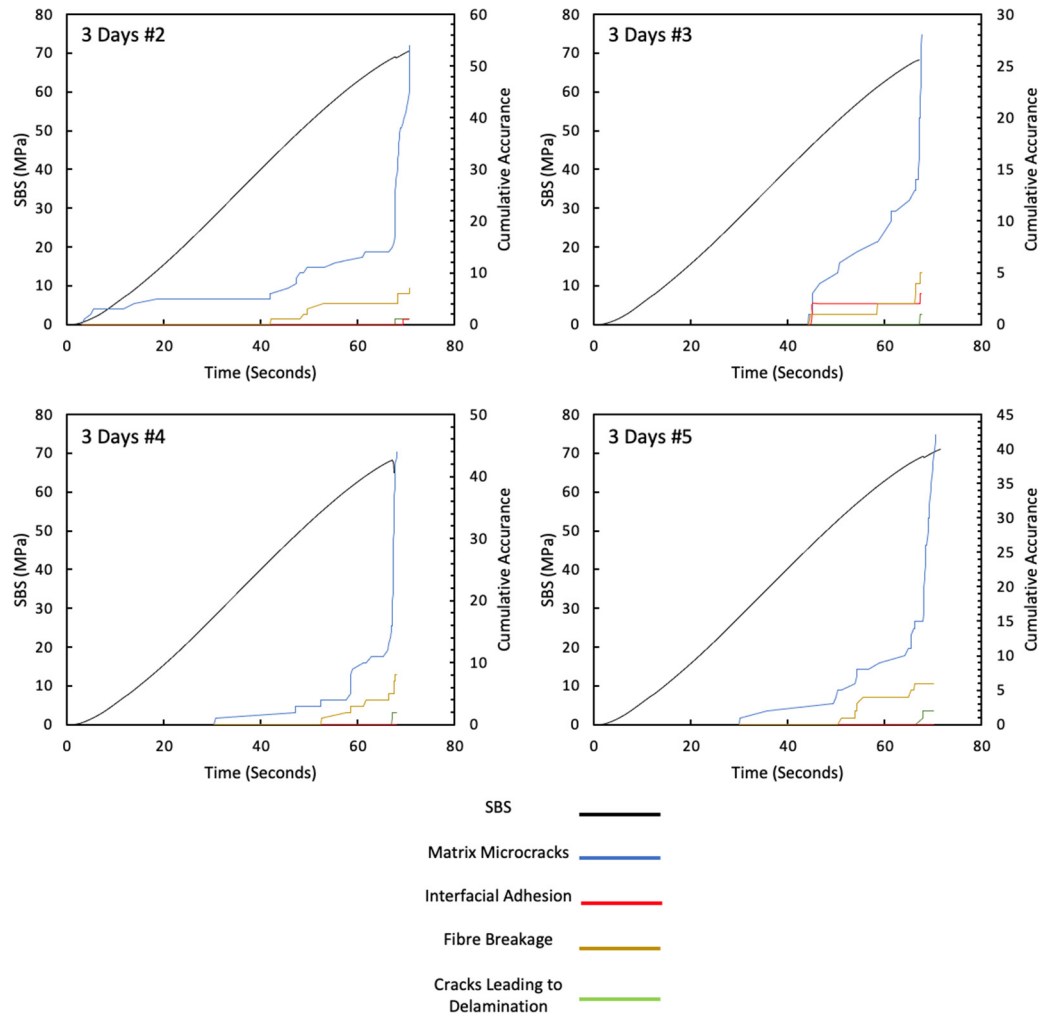 3 Days #2
SBS (MPa)
80
70
60
50
40
30
20
10
0
60
50
40
30
20
10
0
Cumulative Accurance
0 20 40 60 80
Time (Seconds)
3 Days #3
SBS (MPa)
80
70
60
50
40
30
20
10
0
30
25
20
15
10
5
0
Cumulative Accurance
0 20 40 60 80
Time (Seconds)
3 Days #4
SBS (MPa)
80
70
60
50
40
30
20
10
0
50
40
30
20
10
0
Cumulative Accurance
0 20 40 60 80
Time (Seconds)
3 Days #5
SBS (MPa)
80
70
60
50
40
30
20
10
0
45
40
35
30
25
20
15
10
5
0
Cumulative Accurance
0 20 40 60 80
Time (Seconds)
SBS
Matrix Microcracks
Interfacial Adhesion
Fibre Breakage
Cracks Leading to
Delamination